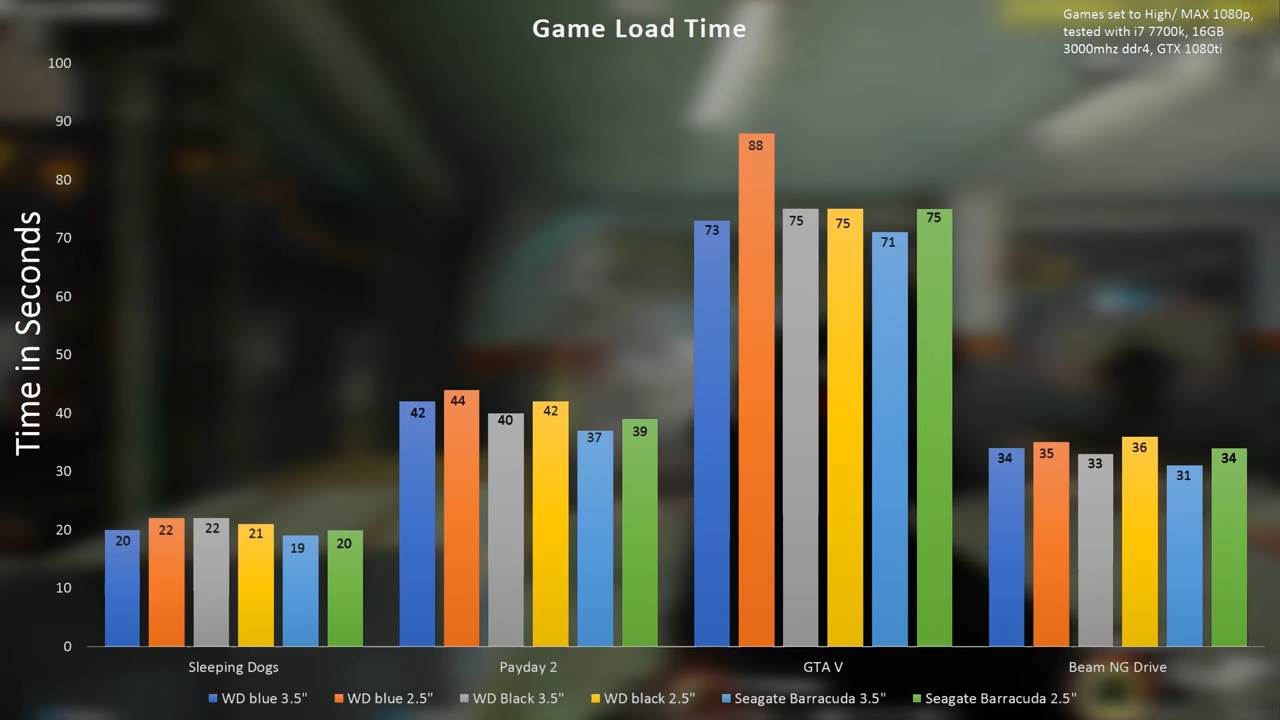 Game Load Time
Games set to High/ MAX 1080p,
tested with i7 7700k, 16GB
3000mhz ddr4, GTX 1080ti
Time in Seconds
100
90
80
70
60
50
40
30
20
10
0
20
22
22
21
19
20
42
44
40
42
37
39
73
88
75
75
71
75
34
35
33
36
31
34
Sleeping Dogs
Payday 2
GTA V
Beam NG Drive
WD blue 3.5"
WD blue 2.5"
WD Black 3.5"
WD black 2.5"
Seagate Barracuda 3.5"
Seagate Barracuda 2.5"